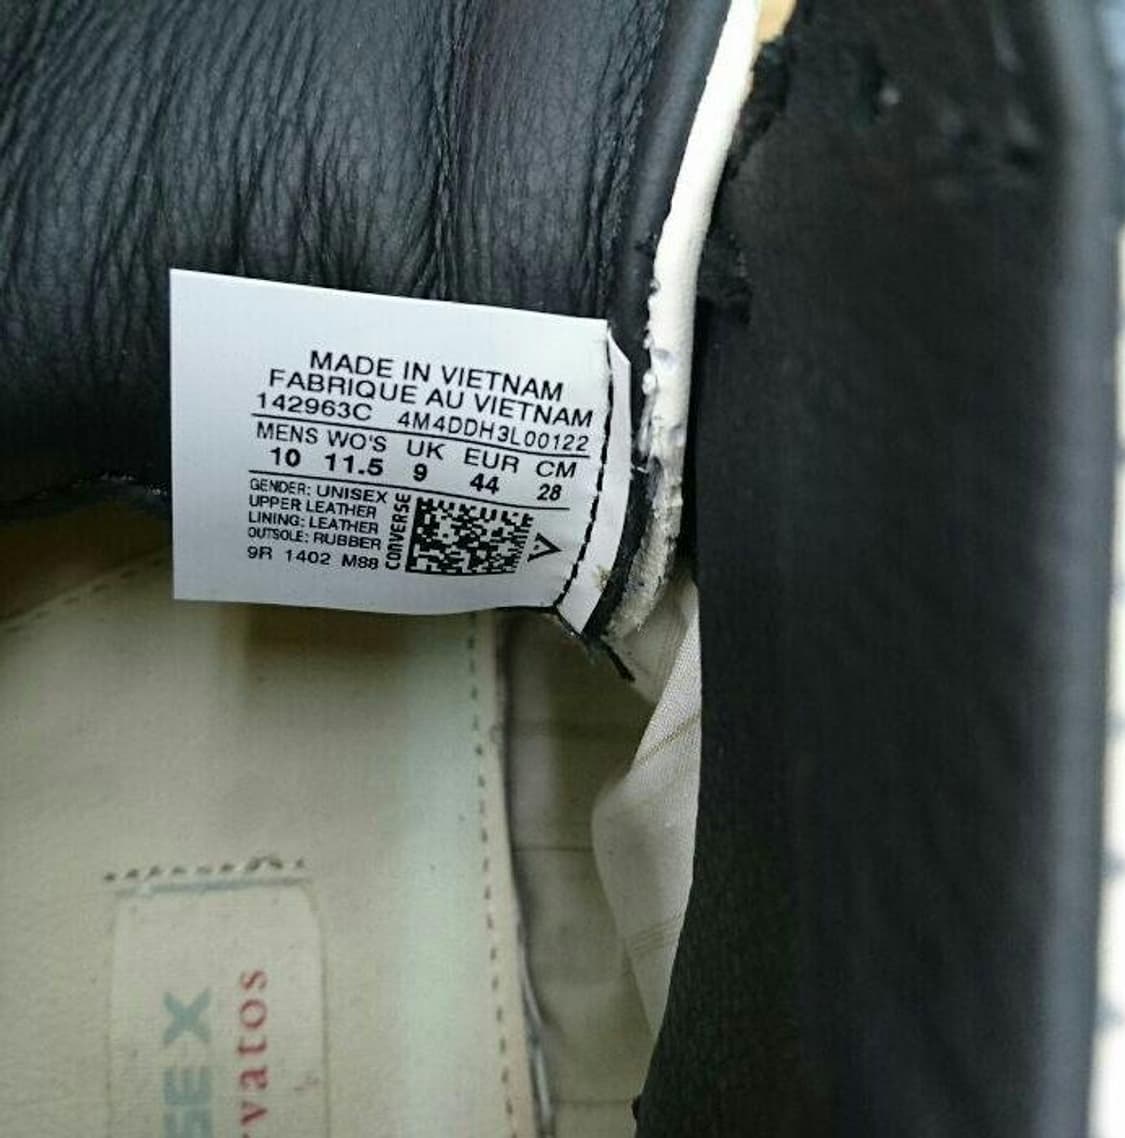 MADE IN VIETNAM
FABRIQUE AU VIETNAM
142963C 4M4DDH3L00122
MENS WO'S UK EUR CM
10 11.5 9 44 28
GENDER: UNISEX
UPPER LEATHER
LINING: LEATHER
OUTSOLE: RUBBER
9R 1402 M88
CONVERSE